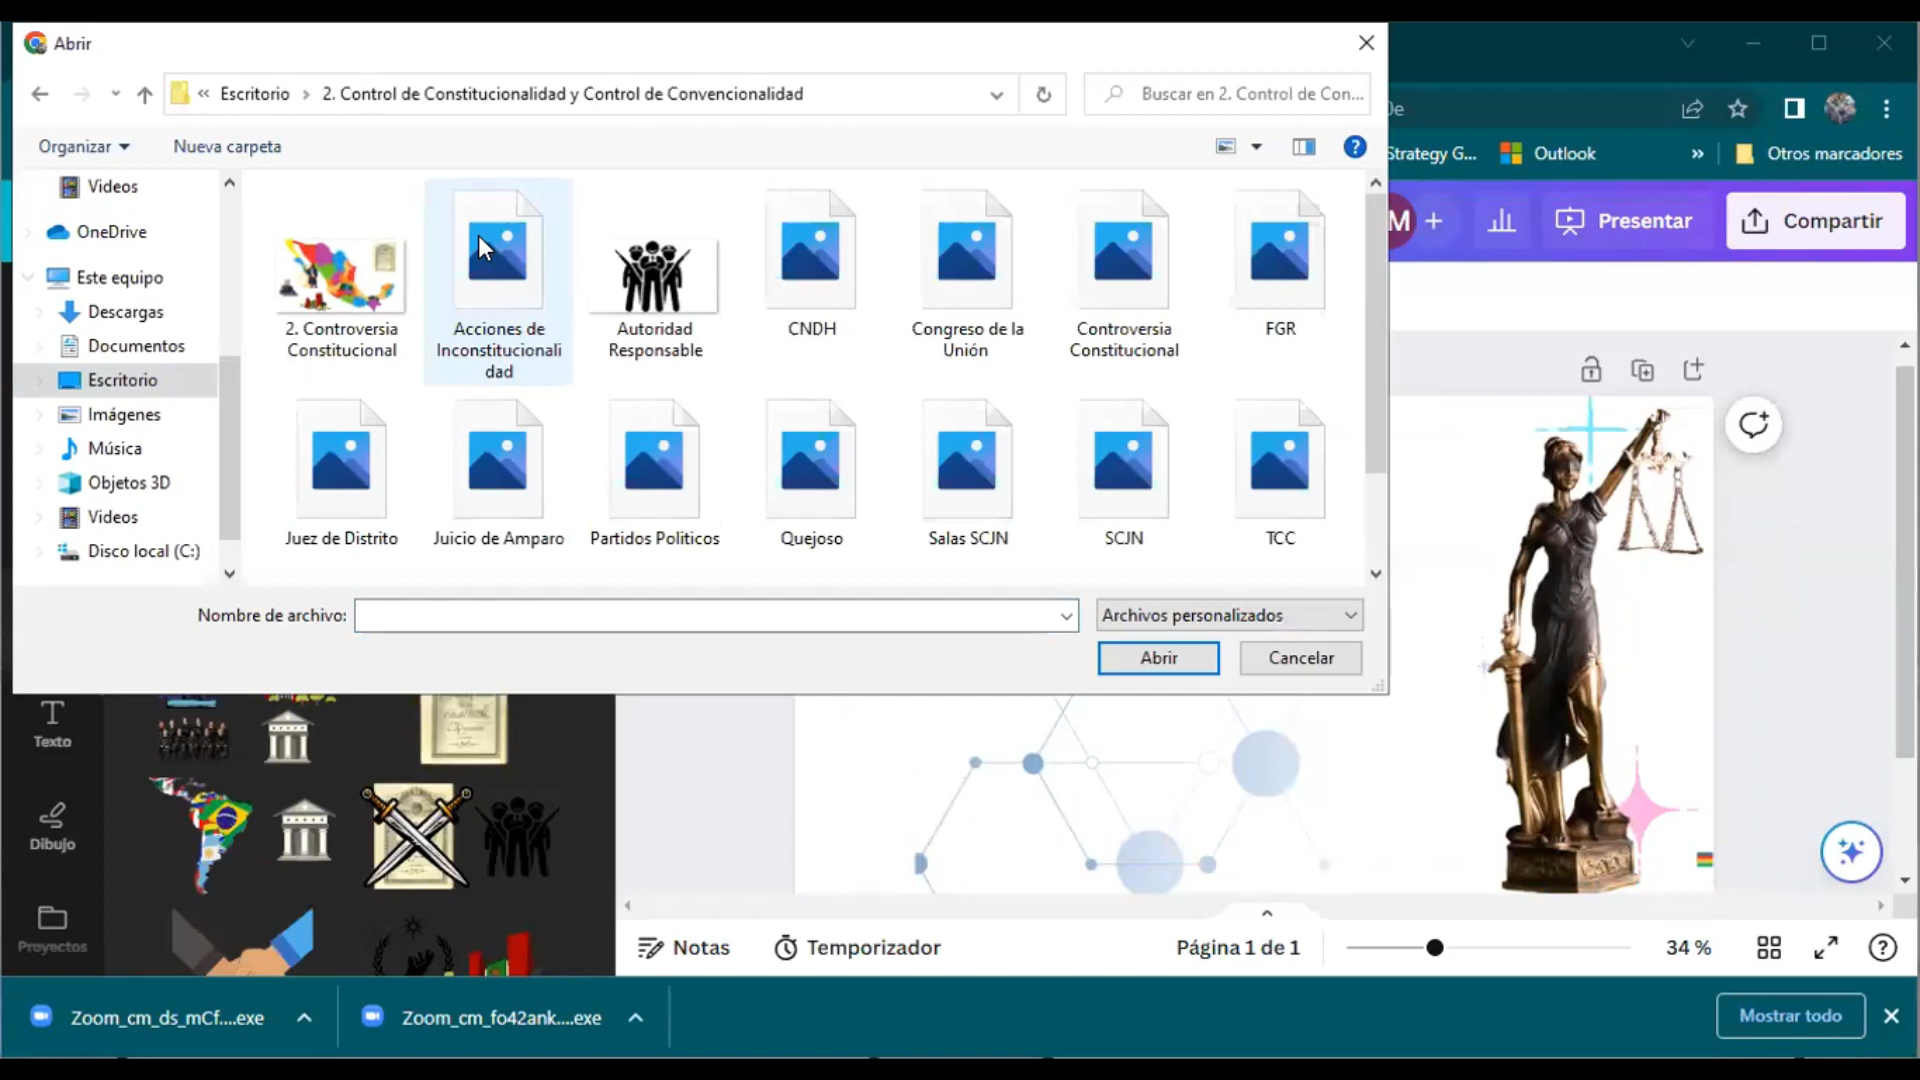 Abrir
« Escritorio › 2. Control de Constitucionalidad y Control de Convencionalidad
Buscar en 2. Control de Con...
Organizar
Nueva carpeta
Videos
OneDrive
Este equipo
Descargas
Documentos
Escritorio
Imágenes
Música
Objetos 3D
Videos
Disco local (C:)
2. Controversia
Constitucional
Acciones de
Inconstitucionali
dad
Autoridad
Responsable
CNDH
Congreso de la
Unión
Controversia
Constitucional
FGR
Juez de Distrito
Juicio de Amparo
Partidos Politicos
Quejoso
Salas SCJN
SCJN
TCC
Nombre de archivo:
Archivos personalizados
Abrir
Cancelar
Strategy G...
Outlook
»
Otros marcadores
M
+
Presentar
Compartir
Texto
Dibujo
Proyectos
Notas
Temporizador
Página 1 de 1
34 %
Zoom_cm_ds_mCf....exe
Zoom_cm_fo42ank....exe
Mostrar todo